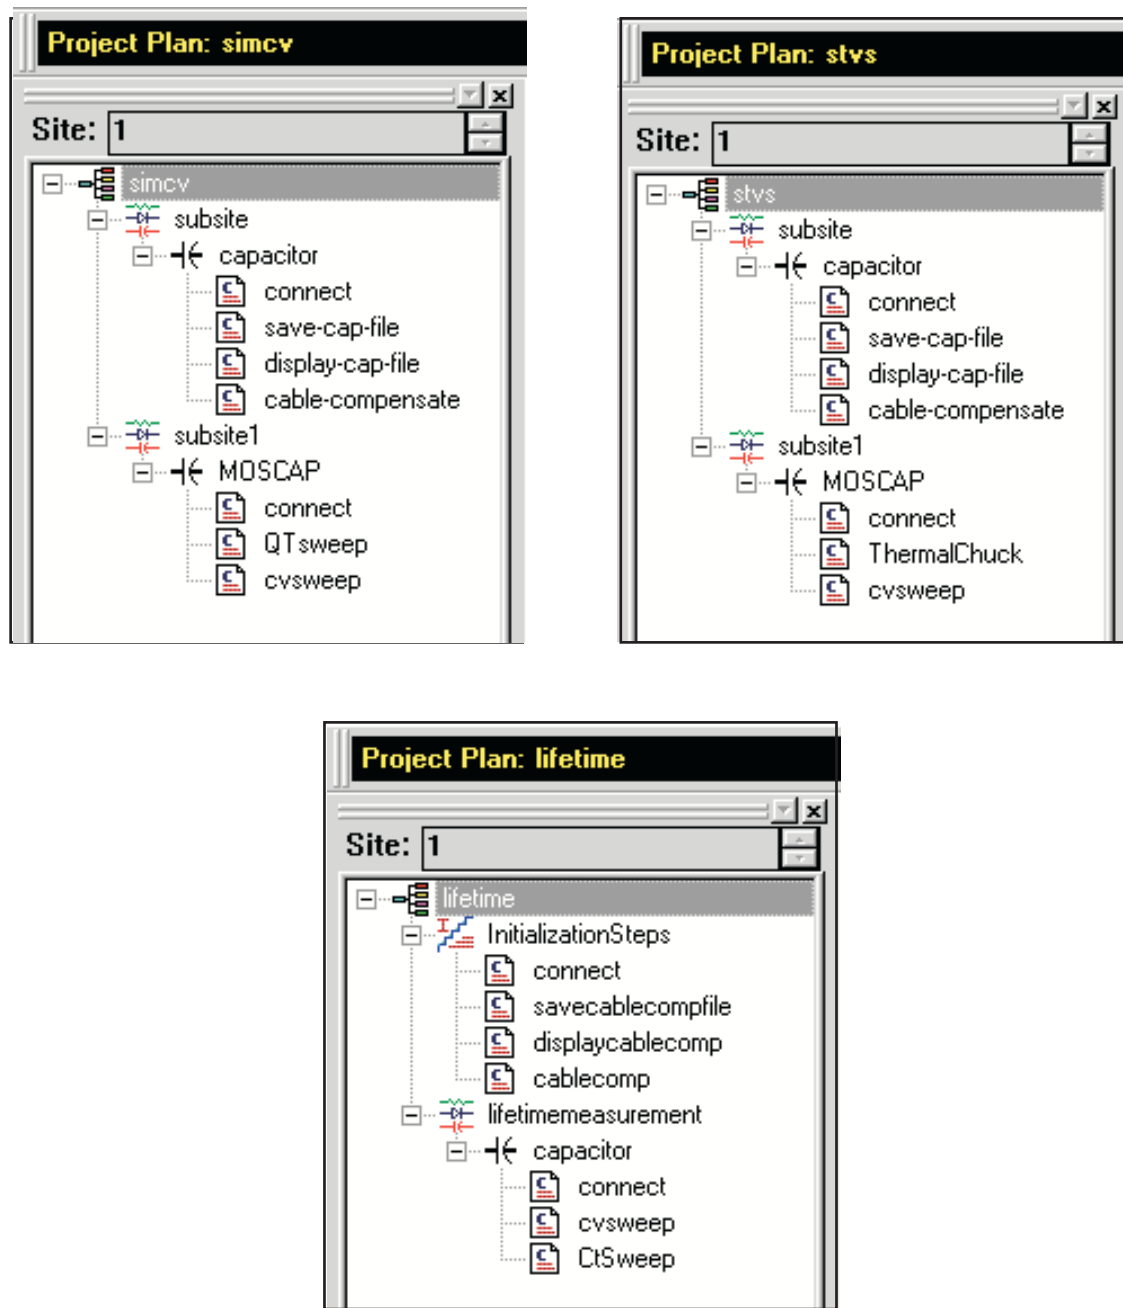 Project Plan: simcv
Site: 1
simcv
subsite
capacitor
connect
save-cap-file
display-cap-file
cable-compensate
subsite1
MOSCAP
connect
QTsweep
cvsweep
Project Plan: stvs
Site: 1
stvs
subsite
capacitor
connect
save-cap-file
display-cap-file
cable-compensate
subsite1
MOSCAP
connect
ThermalChuck
cvsweep
Project Plan: lifetime
Site: 1
lifetime
InitializationSteps
connect
savecablecompfile
displaycablecomp
cablecomp
lifetimemeasurement
capacitor
connect
cvsweep
CtSweep